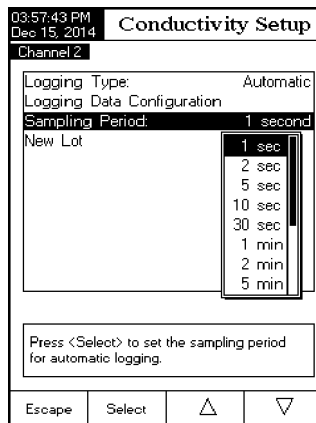 03:57:43 PM
Dec 15, 2014
Conductivity Setup
Channel 2
Logging Type: Automatic
Logging Data Configuration
Sampling Period: 1 second
New Lot
1 sec
2 sec
5 sec
10 sec
30 sec
1 min
2 min
5 min
Press <Select> to set the sampling period
for automatic logging.
Escape Select △ ▽